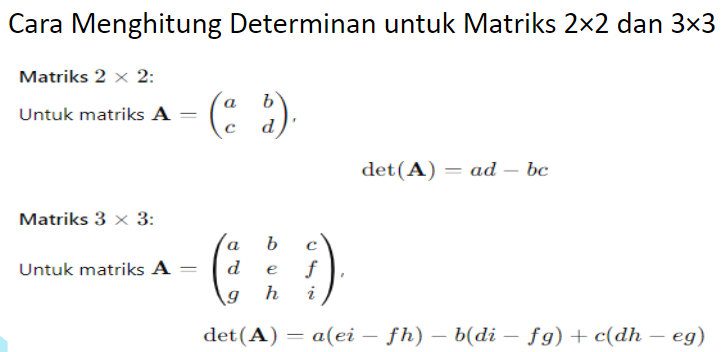 Cara Menghitung Determinan untuk Matriks 2×2 dan 3×3
Matriks 2 × 2:
Untuk matriks A = ( a b
c d ),
det(A) = ad − bc
Matriks 3 × 3:
Untuk matriks A = ( a b c
d e f
g h i ),
det(A) = a(ei − fh) − b(di − fg) + c(dh − eg)